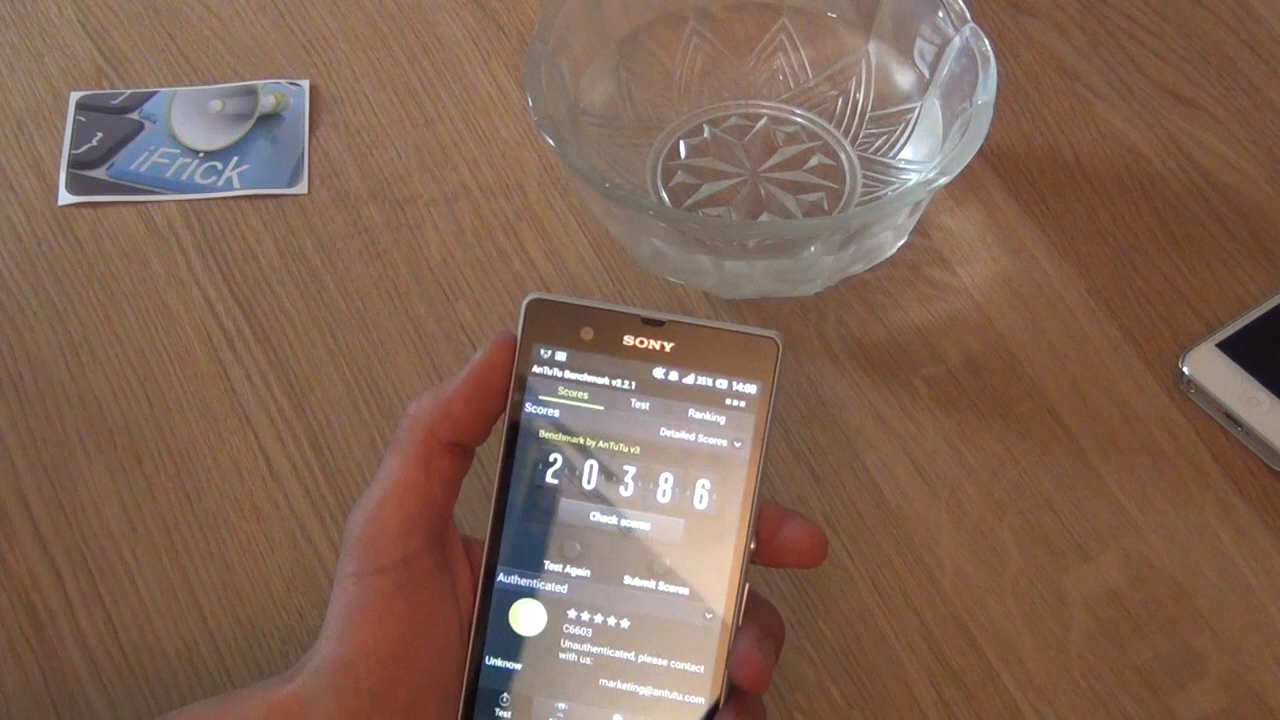 iFrick
SONY
35% 14:08
AnTuTu Benchmark v3.2.1
Scores Test Ranking
Scores
Detailed Scores
Benchmark by AnTuTu v3
20386
Check scores
Test Again Submit Scores
Authenticated
C6603
Unauthenticated, please contact
with us:
Unknow
marketing@antutu.com
Test